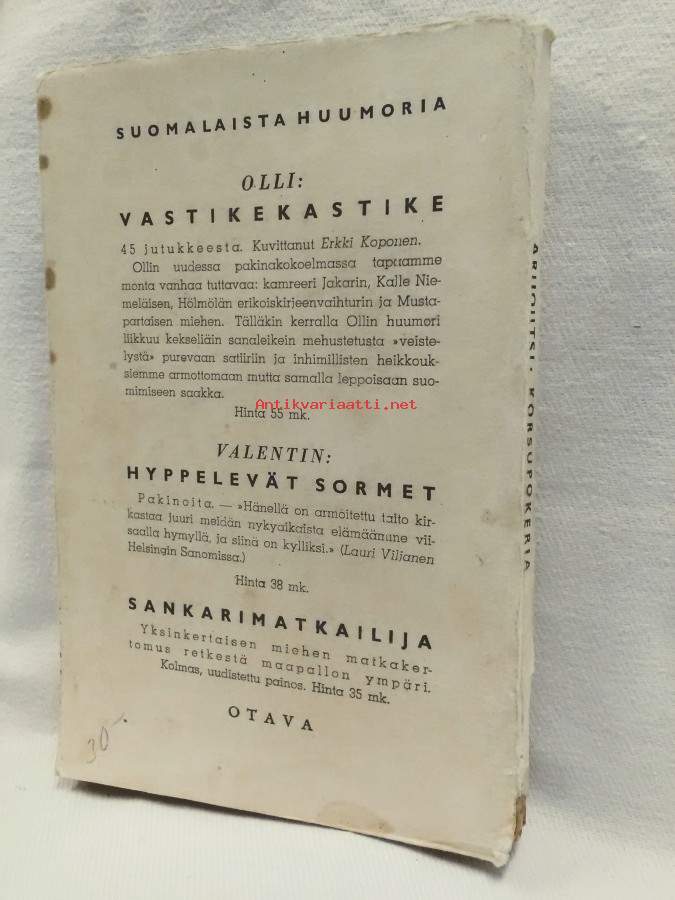 SUOMALAISTA HUUMORIA
OLLI:
VASTIKEKASTIKE
45 jutukkeesta. Kuvittanut Erkki Koponen.
Ollin uudessa pakinakokoelmassa tapaamme
monta vanhaa tuttavaa: kamreeri Jakarin, Kalle Nie-
meläisen, Hölmölän erikoiskirjeenvaihturin ja Musta-
partaisen miehen. Tälläkin kerralla Ollin huumori
liikkuu kekseliäin sanaleikein mehustetusta »veiste-
lystä» purevaan satiiriin ja inhimillisten heikkouk-
siemme armottomaan mutta samalla leppoisaan suo-
mimiseen saakka.
Antikvariaatti.net
Hinta 55 mk.
VALENTIN:
HYPPELEVÄT SORMET
Pakinoita. — »Hänellä on armoitettu taito kir-
kastaa juuri meidän nykyaikaista elämäämme vii-
saalla hymyllä, ja siinä on kylliksi.» (Lauri Viljanen
Helsingin Sanomissa.)
Hinta 38 mk.
SANKARIMATKAILIJA
Yksinkertaisen miehen matkaker-
tomus retkestä maapallon ympäri.
Kolmas, uudistettu painos. Hinta 35 mk.
OTAVA
30-
KORSUPOKERIA